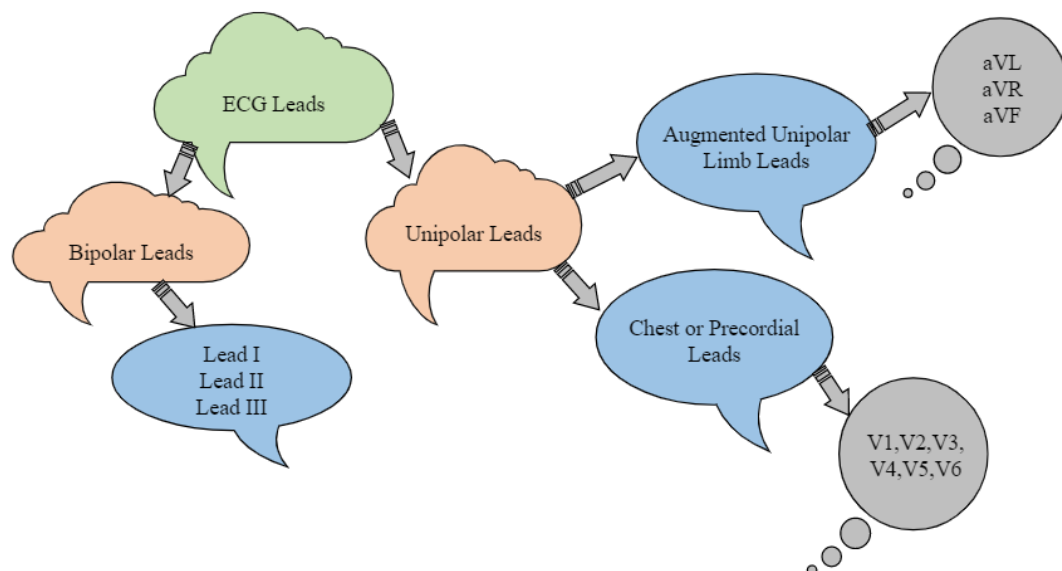 ECG Leads
Bipolar Leads
Lead I
Lead II
Lead III
Unipolar Leads
Augmented Unipolar
Limb Leads
aVL
aVR
aVF
Chest or Precordial
Leads
V1,V2,V3,
V4,V5,V6